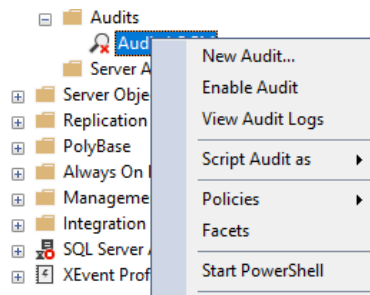 Audits
New Audit...
Enable Audit
Server A
View Audit Logs
Server Obje
Replication
Script Audit as
PolyBase
Always On
Policies
Manageme
Facets
Integration
SQL Server
Start PowerShell
XEvent Prof